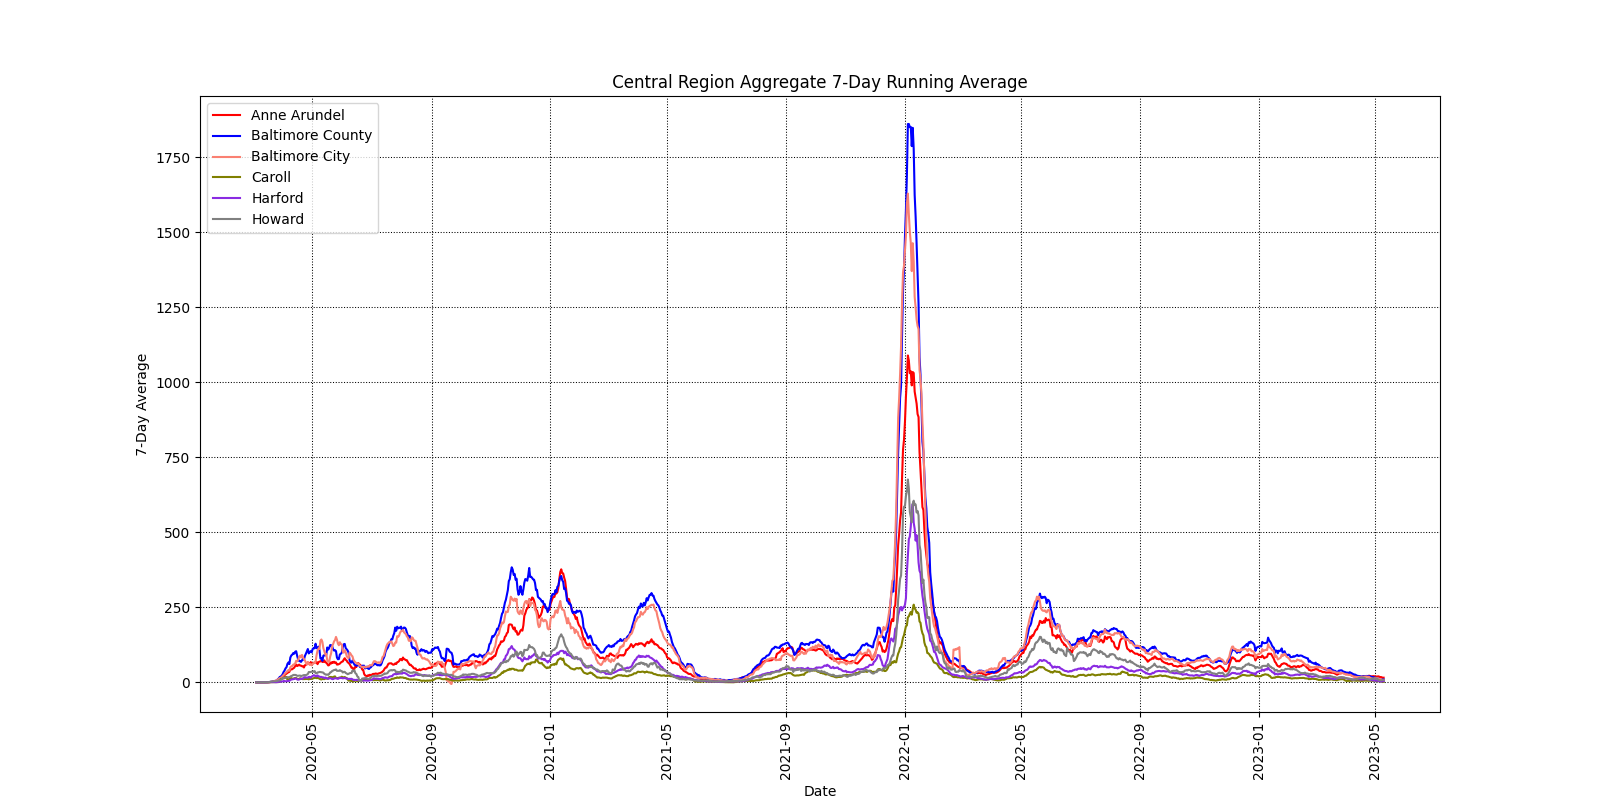 Central Region Aggregate 7-Day Running Average
Anne Arundel
Baltimore County
Baltimore City
Caroll
Harford
Howard
7-Day Average
1750
1500
1250
1000
750
500
250
0
2020-05
2020-09
2021-01
2021-05
2021-09
2022-01
2022-05
2022-09
2023-01
2023-05
Date